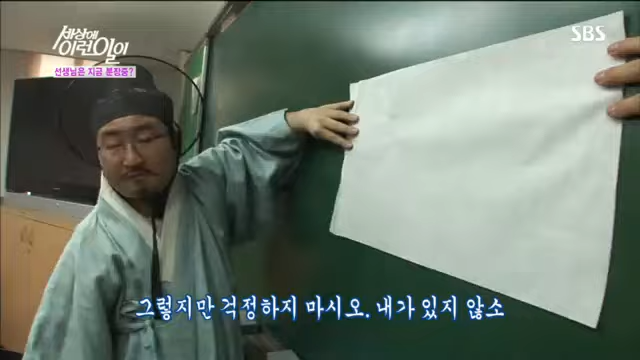 세상에
이런일이
SBS
선생님은 지금 분장중?
그렇지만 걱정하지 마시오. 내가 있지 않소